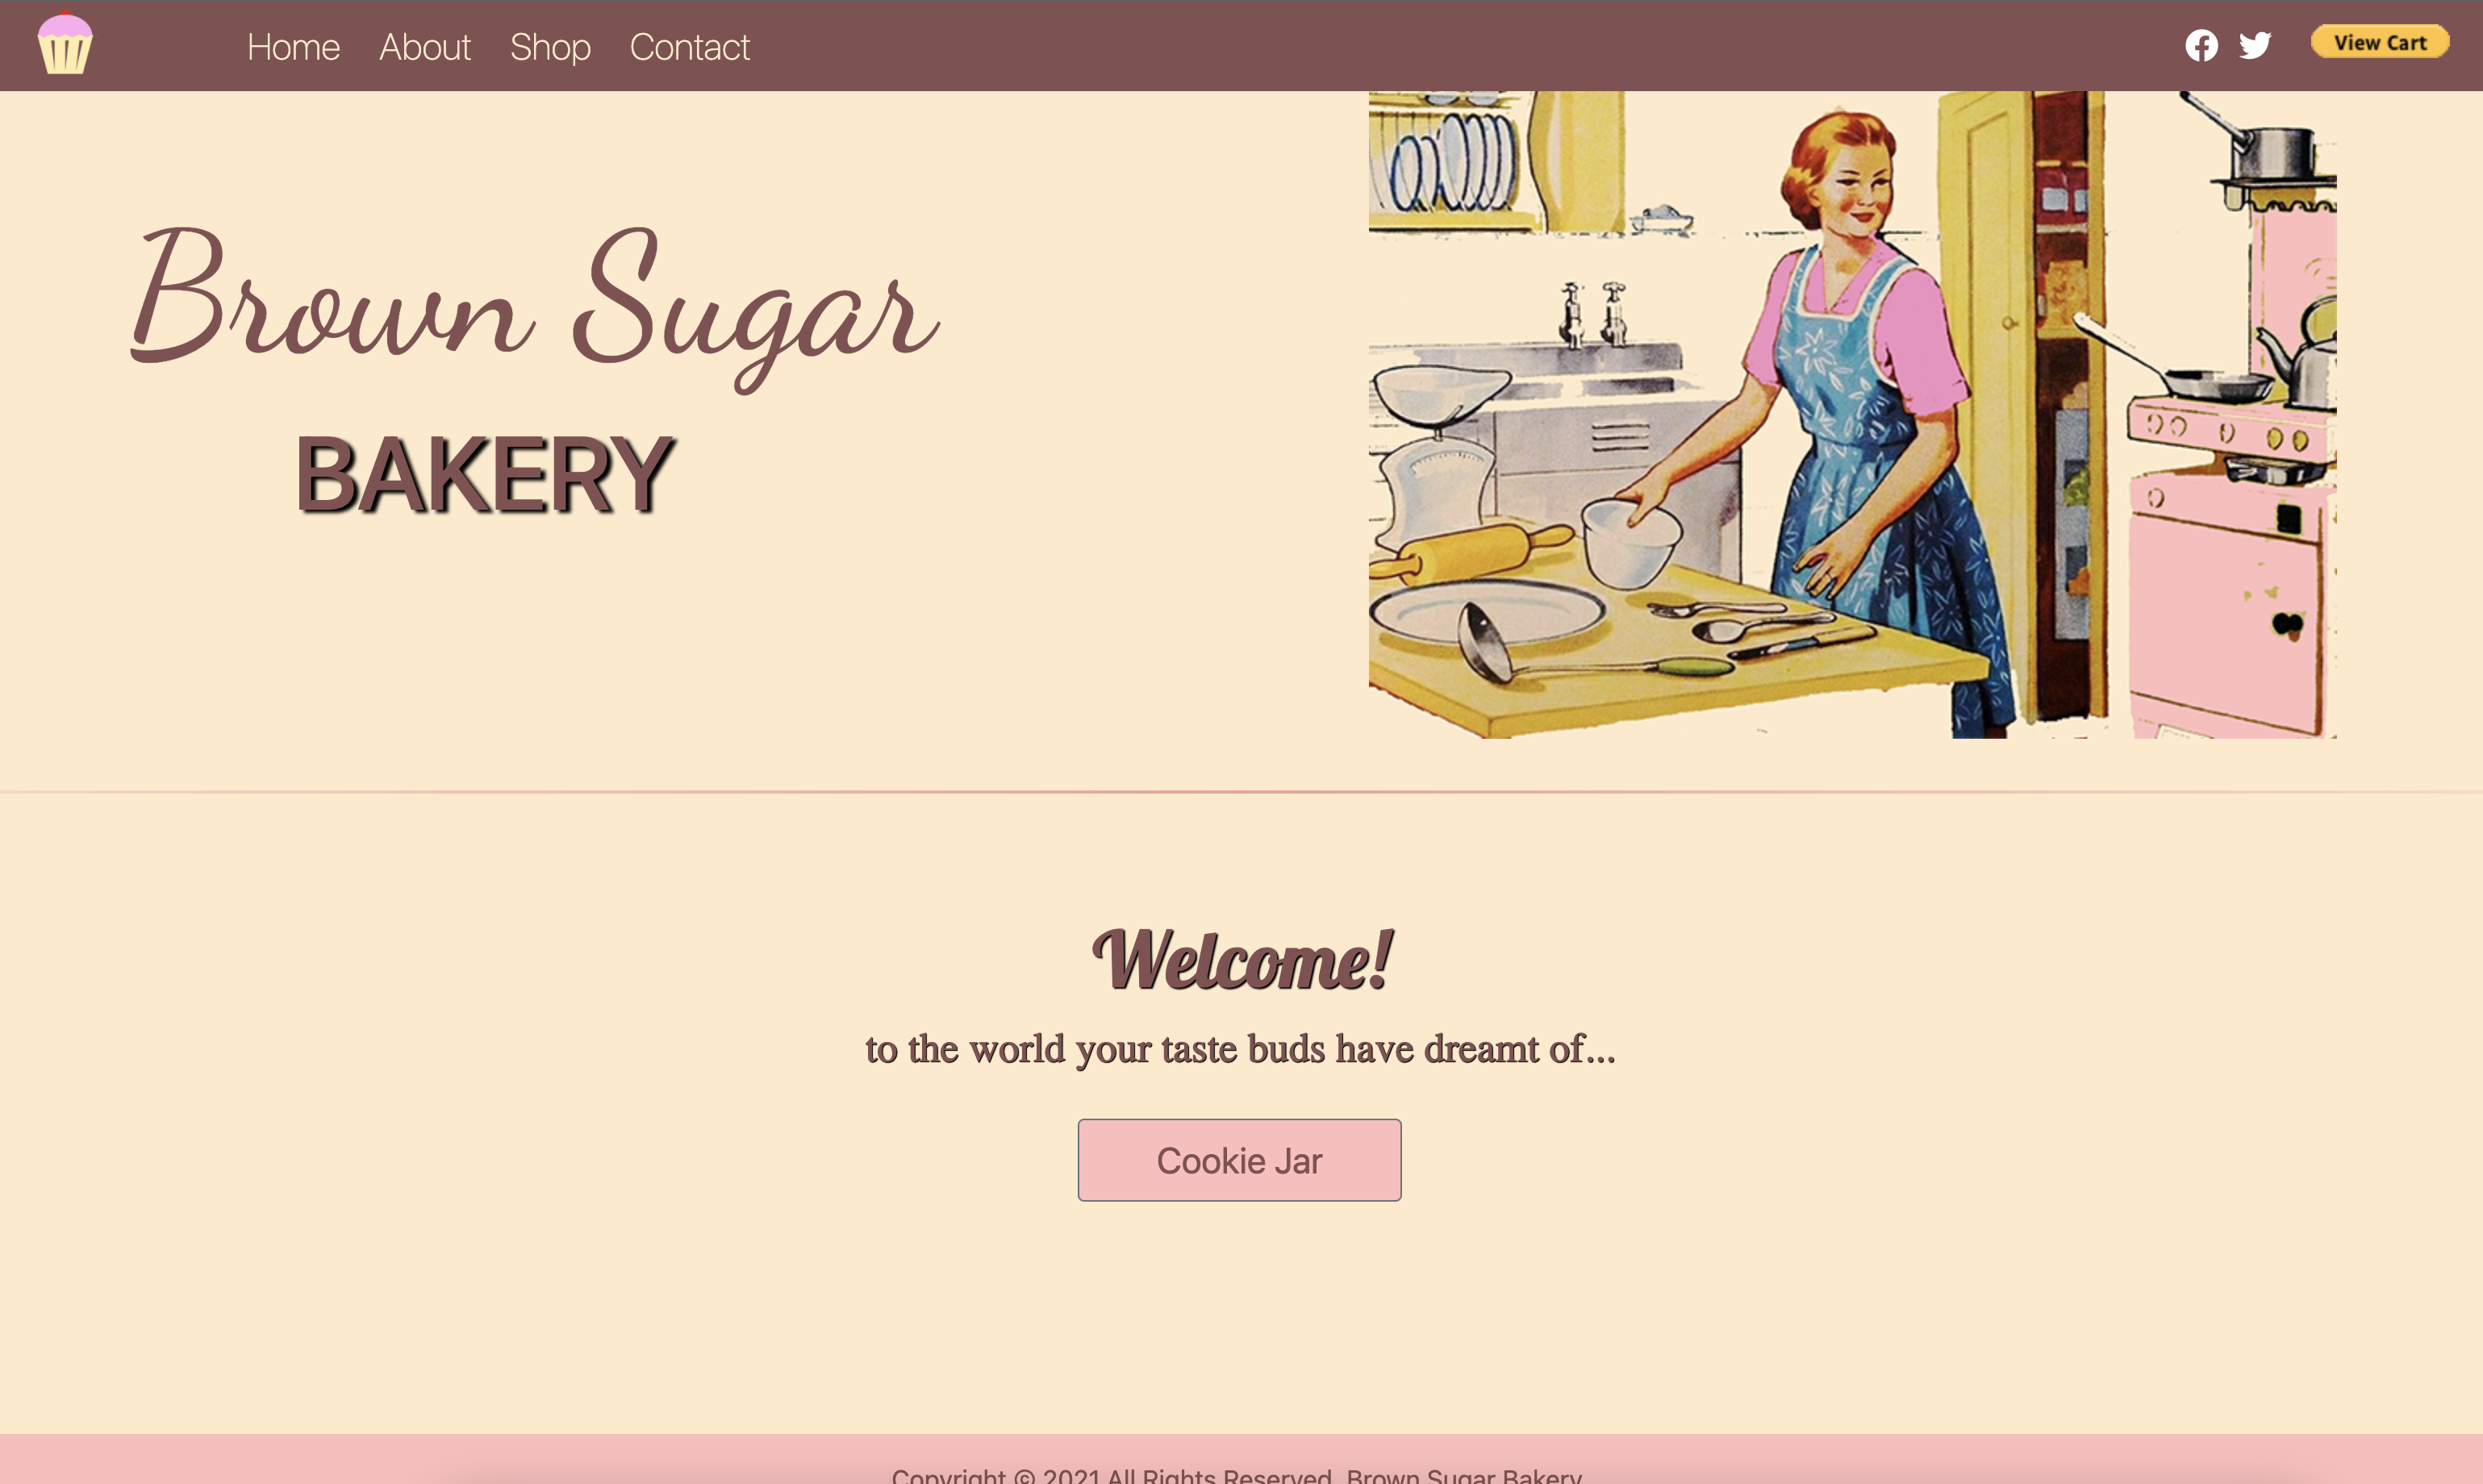 Home About Shop Contact View Cart
Brown Sugar
BAKERY
Welcome!
to the world your taste buds have dreamt of...
Cookie Jar
Copyright © 2021 All Rights Reserved. Brown Sugar Bakery